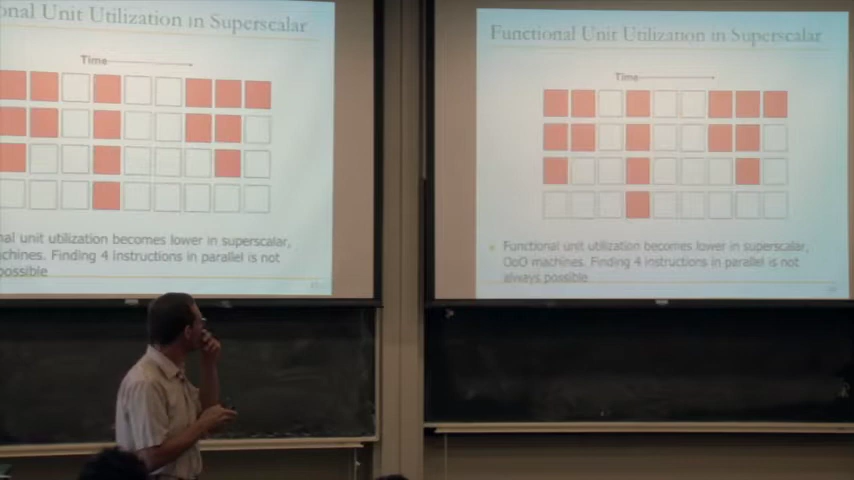 onal Unit Utilization in Superscalar
Time
nal unit utilization becomes lower in superscalar,
chines. Finding 4 instructions in parallel is not
possible
Functional Unit Utilization in Superscalar
Time
Functional unit utilization becomes lower in superscalar,
OoO machines. Finding 4 instructions in parallel is not
always possible